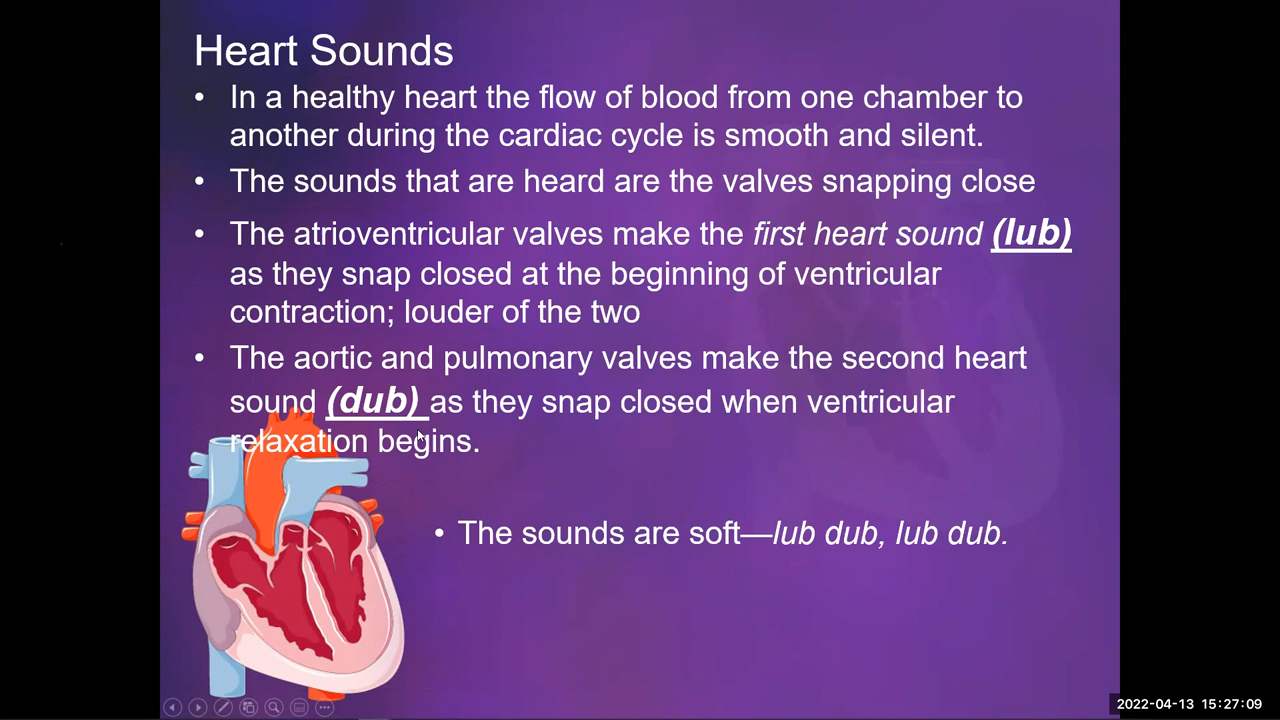 Heart Sounds
• In a healthy heart the flow of blood from one chamber to
another during the cardiac cycle is smooth and silent.
• The sounds that are heard are the valves snapping close
• The atrioventricular valves make the first heart sound (lub)
as they snap closed at the beginning of ventricular
contraction; louder of the two
• The aortic and pulmonary valves make the second heart
sound (dub) as they snap closed when ventricular
relaxation begins.
• The sounds are soft—lub dub, lub dub.
2022-04-13 15:27:09